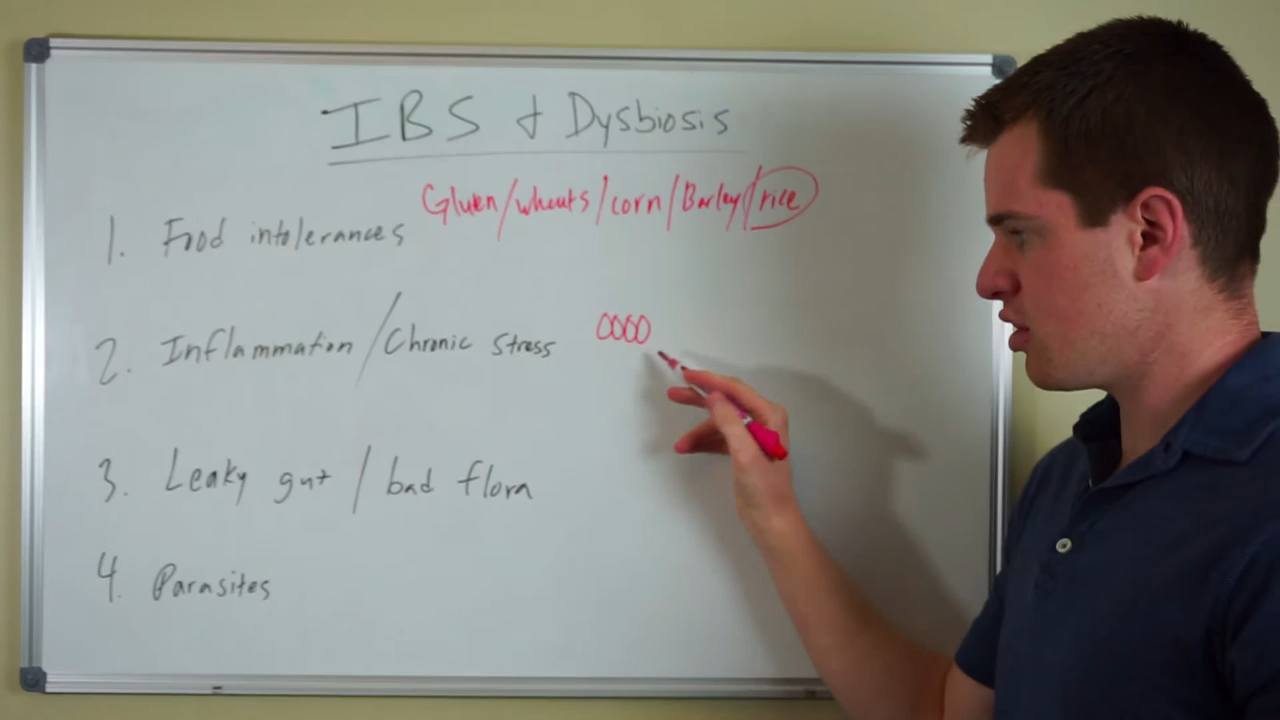 IBS & Dysbiosis
Gluten/wheats/corn/Barley/rice
1. Food intolerances
2. Inflammation/Chronic stress
3. Leaky gut / bad flora
4. Parasites